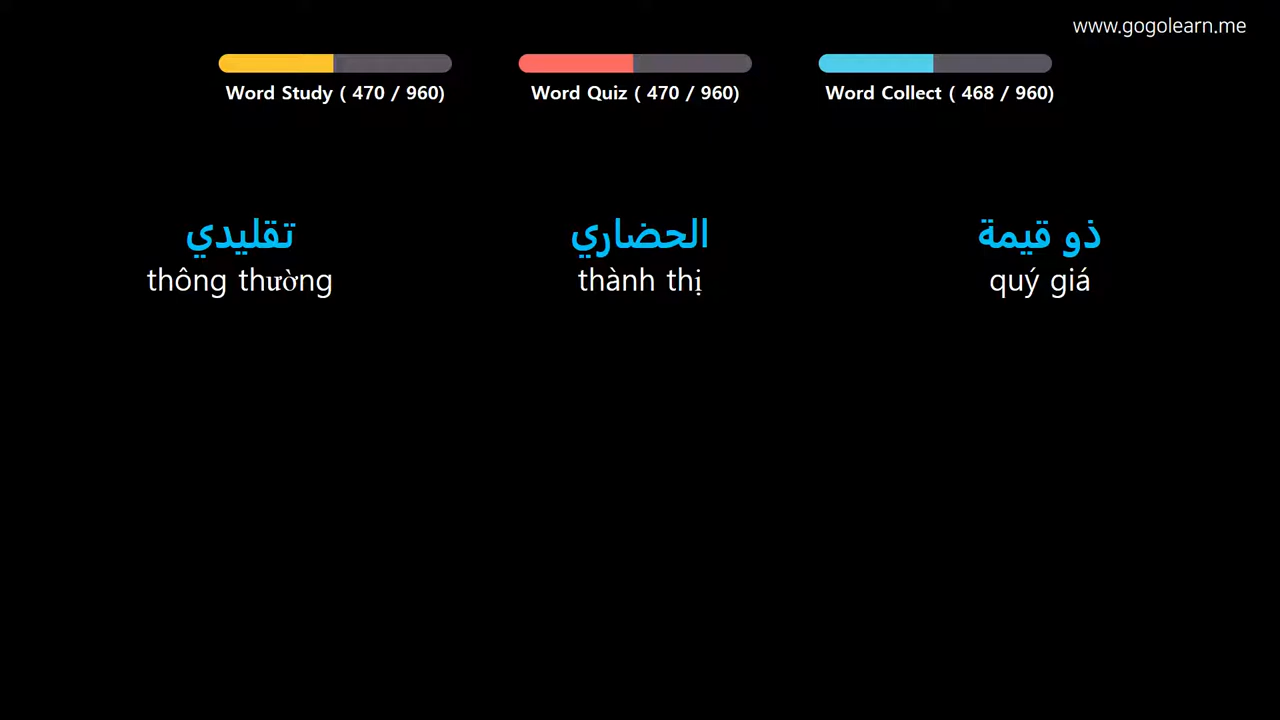 www.gogolearn.me
Word Study ( 470 / 960)
Word Quiz ( 470 / 960)
Word Collect ( 468 / 960)
تقليدي
thông thường
الحضاري
thành thị
ذو قيمة
quý giá